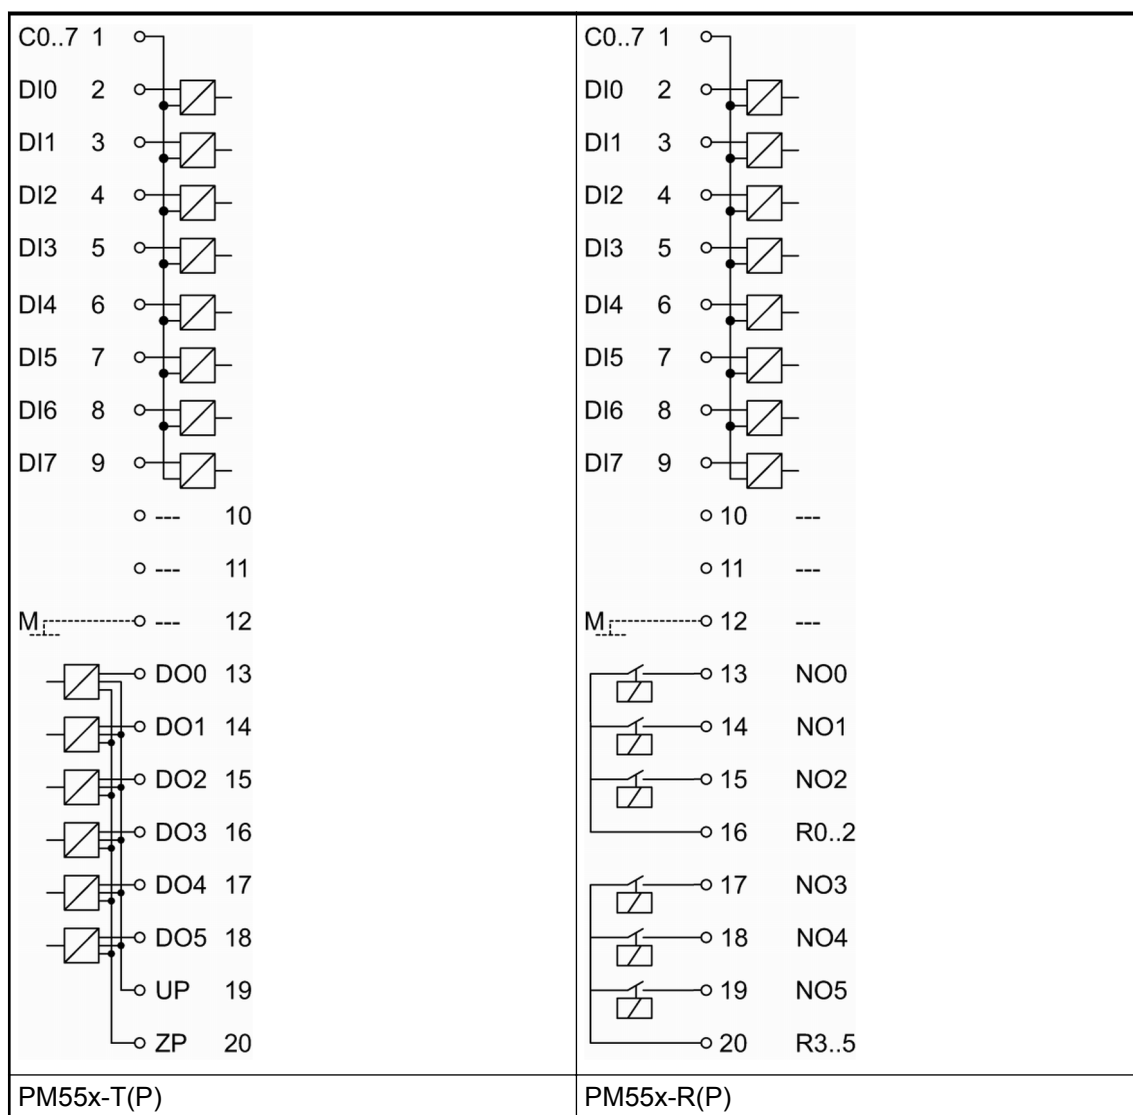 C0..7 1
DI0 2
DI1 3
DI2 4
DI3 5
DI4 6
DI5 7
DI6 8
DI7 9
--- 10
--- 11
M --- 12
DO0 13
DO1 14
DO2 15
DO3 16
DO4 17
DO5 18
UP 19
ZP 20
PM55x-T(P)
C0..7 1
DI0 2
DI1 3
DI2 4
DI3 5
DI4 6
DI5 7
DI6 8
DI7 9
10 ---
11 ---
M 12 ---
13 NO0
14 NO1
15 NO2
16 R0..2
17 NO3
18 NO4
19 NO5
20 R3..5
PM55x-R(P)